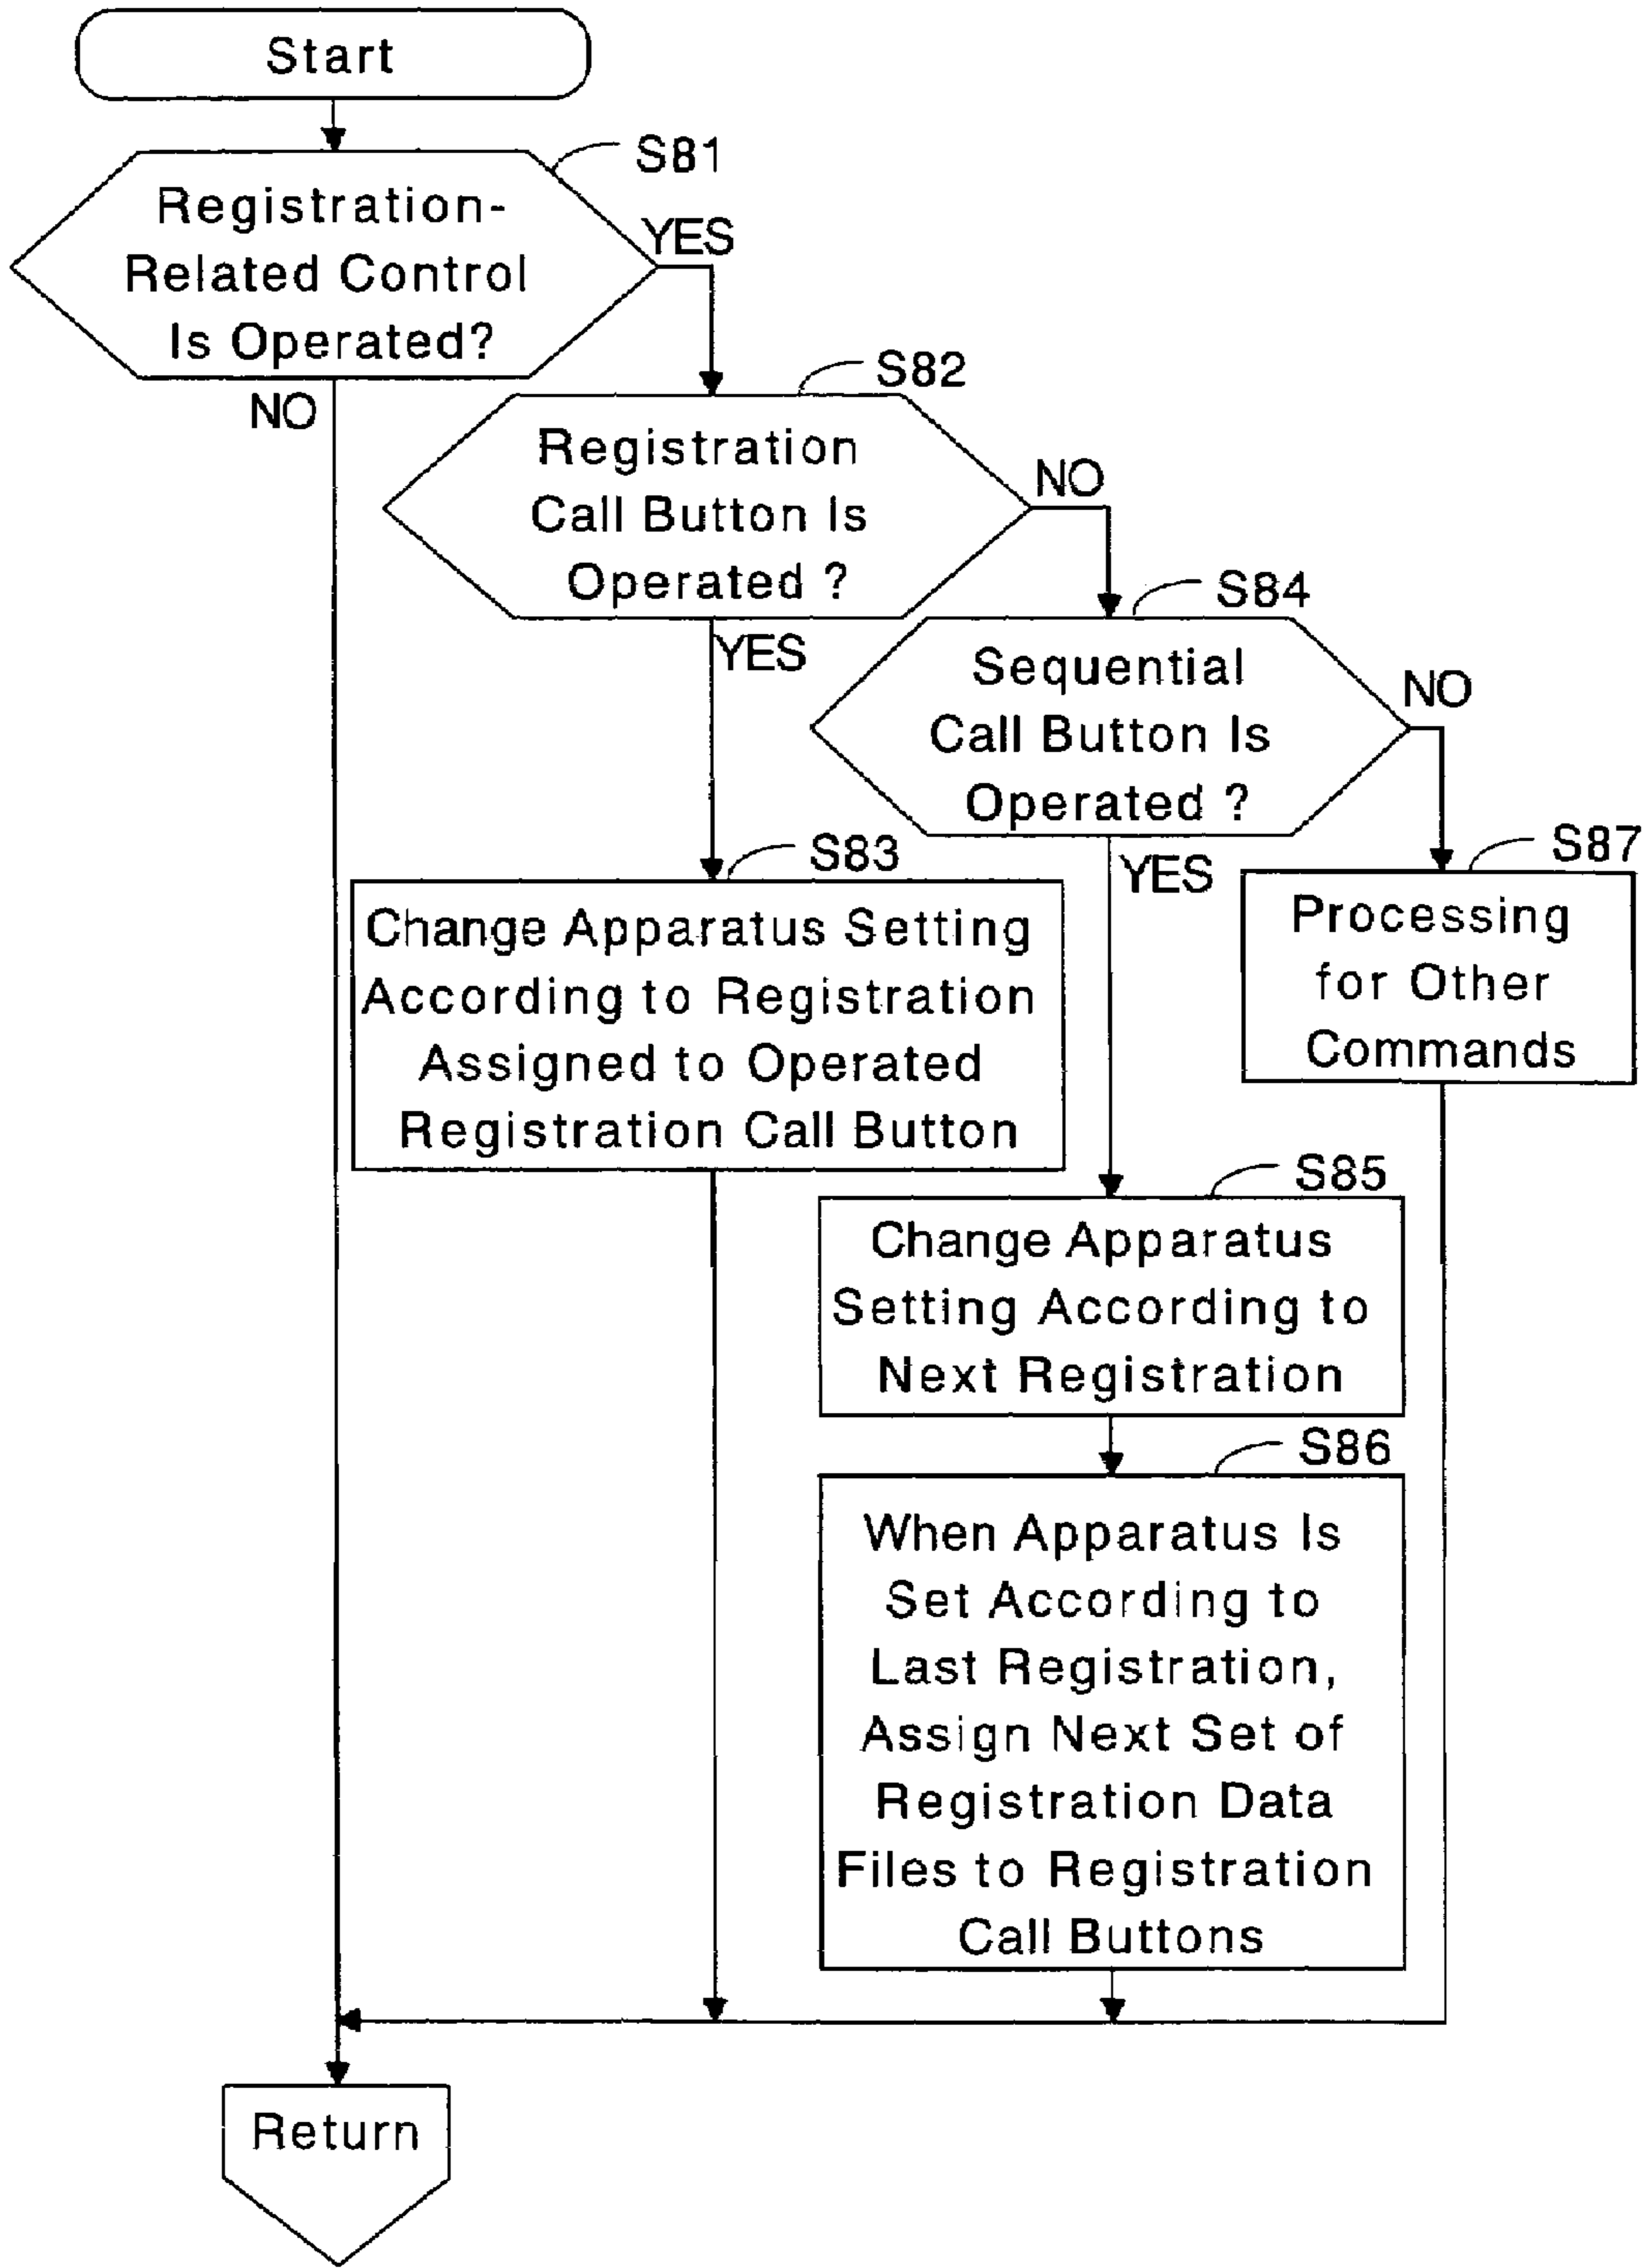 Start
S81
Registration-
Related Control
Is Operated?
YES
NO
S82
Registration
Call Button Is
Operated ?
NO
YES
S84
Sequential
Call Button Is
Operated ?
NO
YES
S83
Change Apparatus Setting
According to Registration
Assigned to Operated
Registration Call Button
S87
Processing
for Other
Commands
S85
Change Apparatus
Setting According to
Next Registration
S86
When Apparatus Is
Set According to
Last Registration,
Assign Next Set of
Registration Data
Files to Registration
Call Buttons
Return